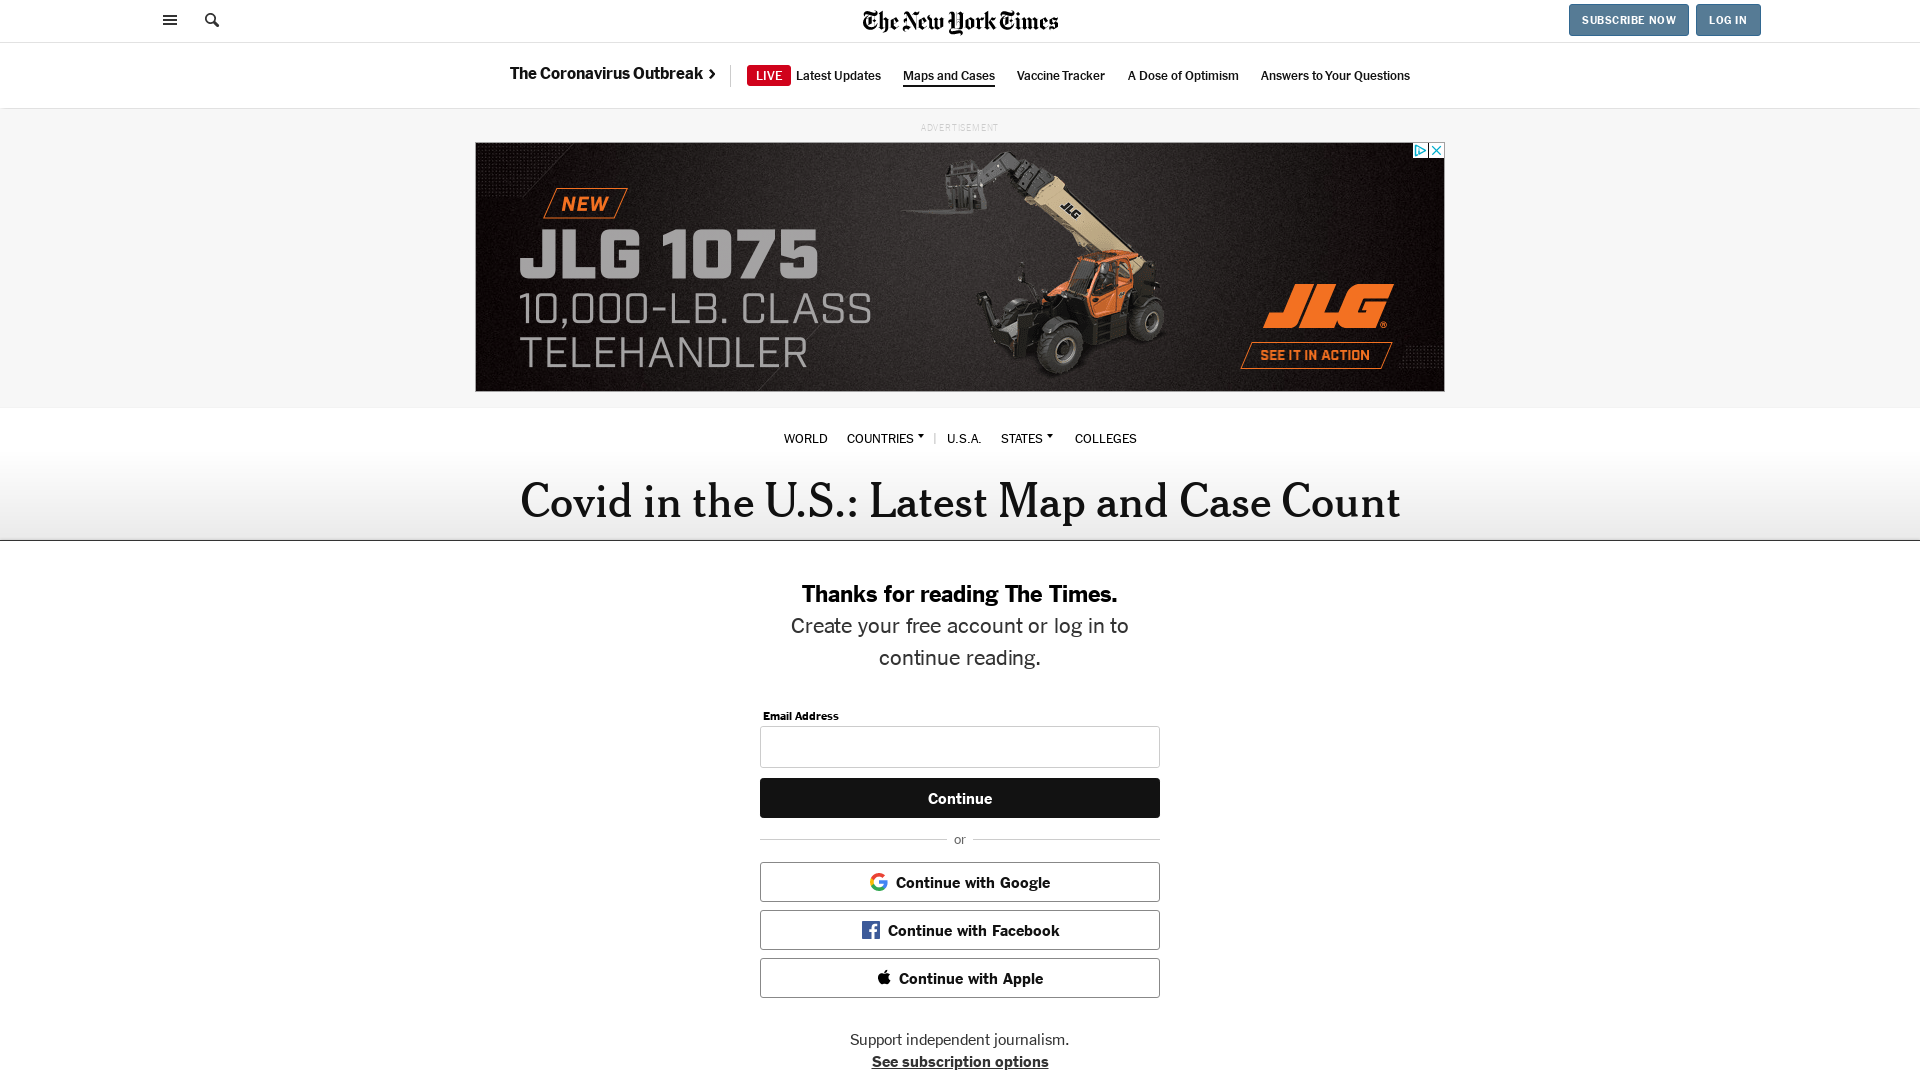 The New York Times
SUBSCRIBE NOW
LOG IN
The Coronavirus Outbreak
LIVE Latest Updates
Maps and Cases
Vaccine Tracker
A Dose of Optimism
Answers to Your Questions
ADVERTISEMENT
NEW
JLG 1075
10,000-LB. CLASS
TELEHANDLER
JLG
JLG®
SEE IT IN ACTION
WORLD
COUNTRIES
U.S.A.
STATES
COLLEGES
Covid in the U.S.: Latest Map and Case Count
Thanks for reading The Times.
Create your free account or log in to
continue reading.
Email Address
Continue
or
Continue with Google
Continue with Facebook
Continue with Apple
Support independent journalism.
See subscription options